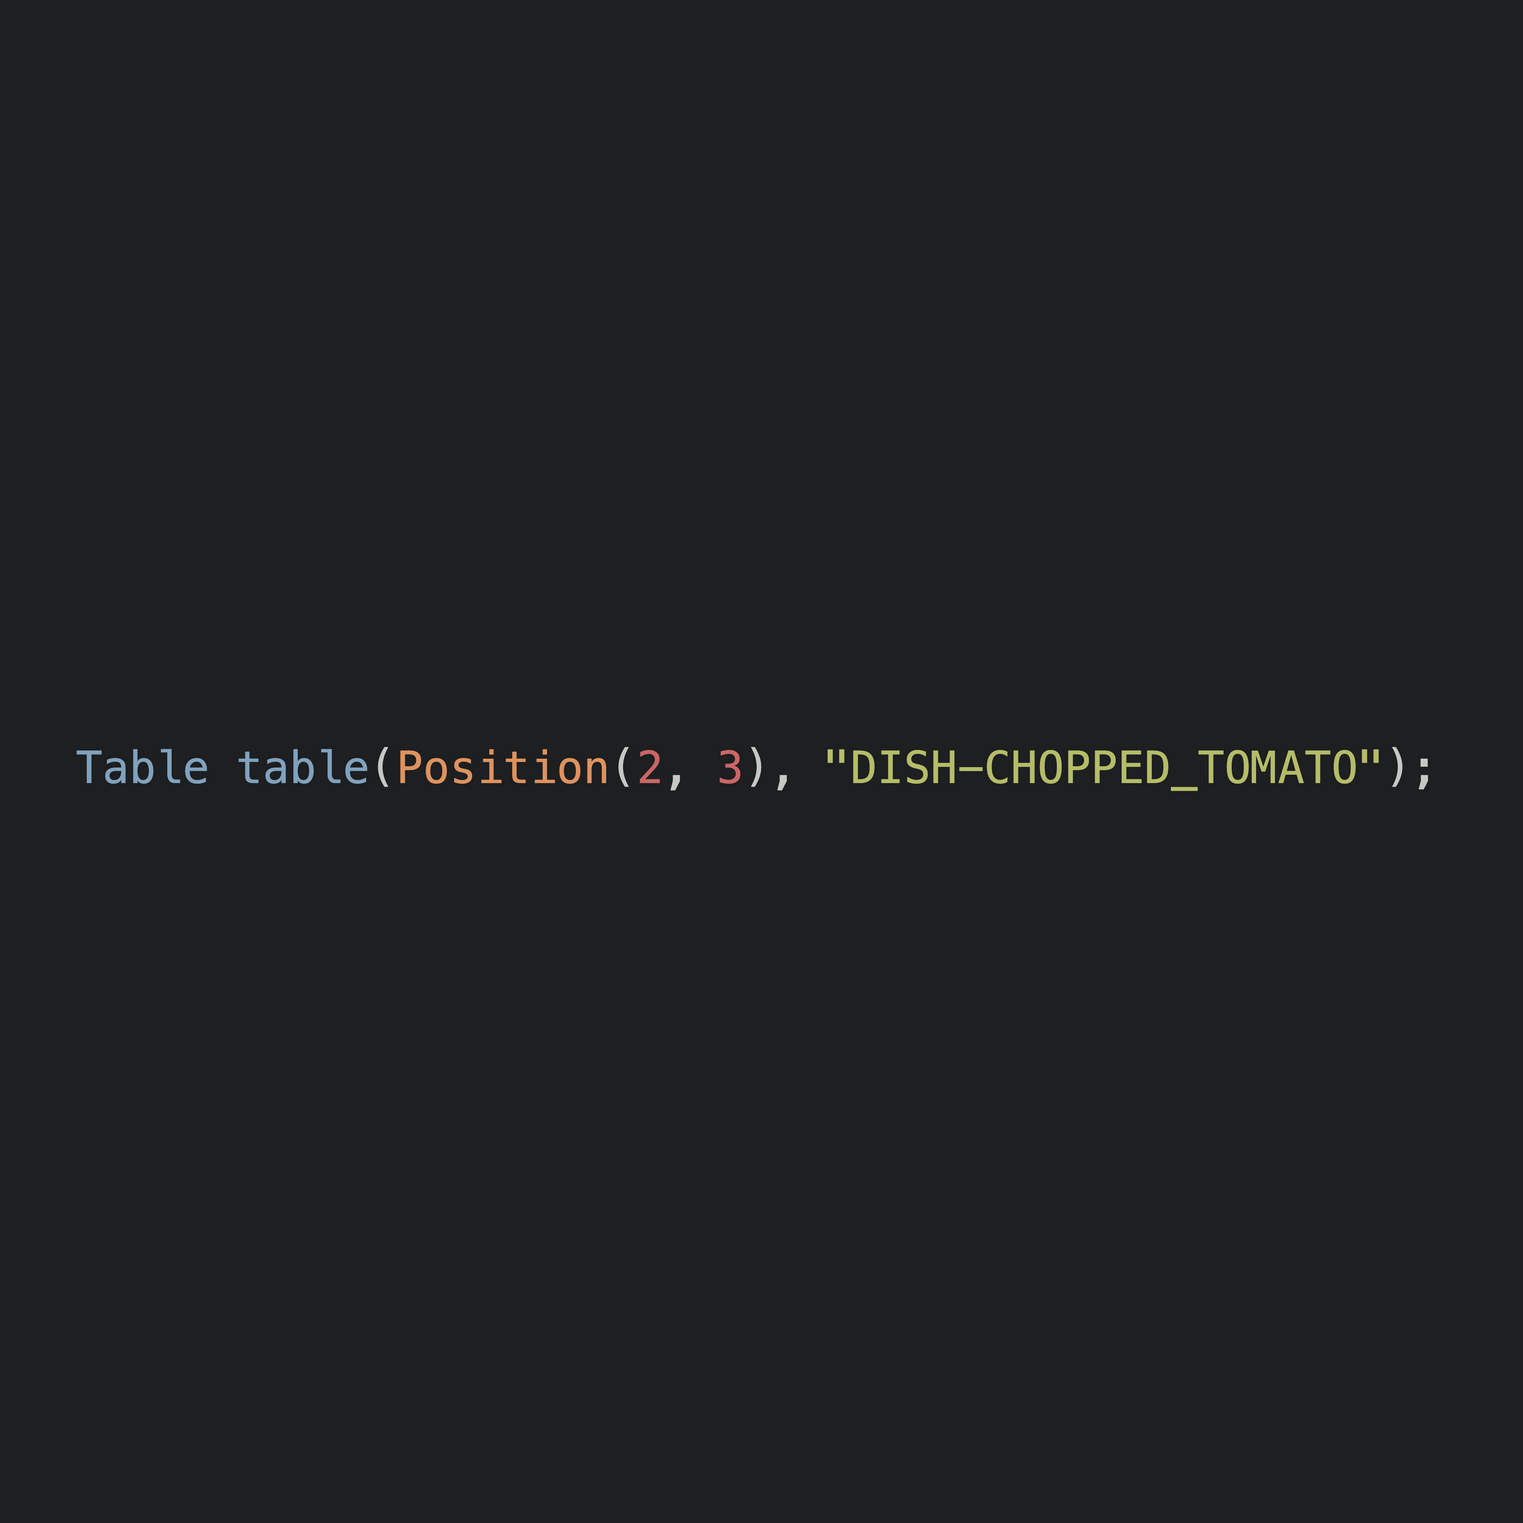 Table table(Position(2, 3), "DISH-CHOPPED_TOMATO");